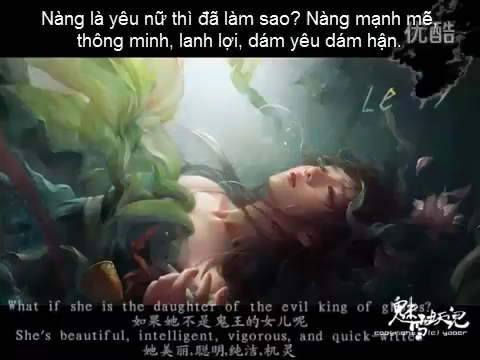 Nàng là yêu nữ thì đã làm sao? Nàng mạnh mẽ,
thông minh, lanh lợi, dám yêu dám hận.
优酷
What if she is the daughter of the evil king of
如果她不是鬼王的女儿呢
She's beautiful, intelligent, vigorous, and quick
她美丽,聪明,纯洁,机灵